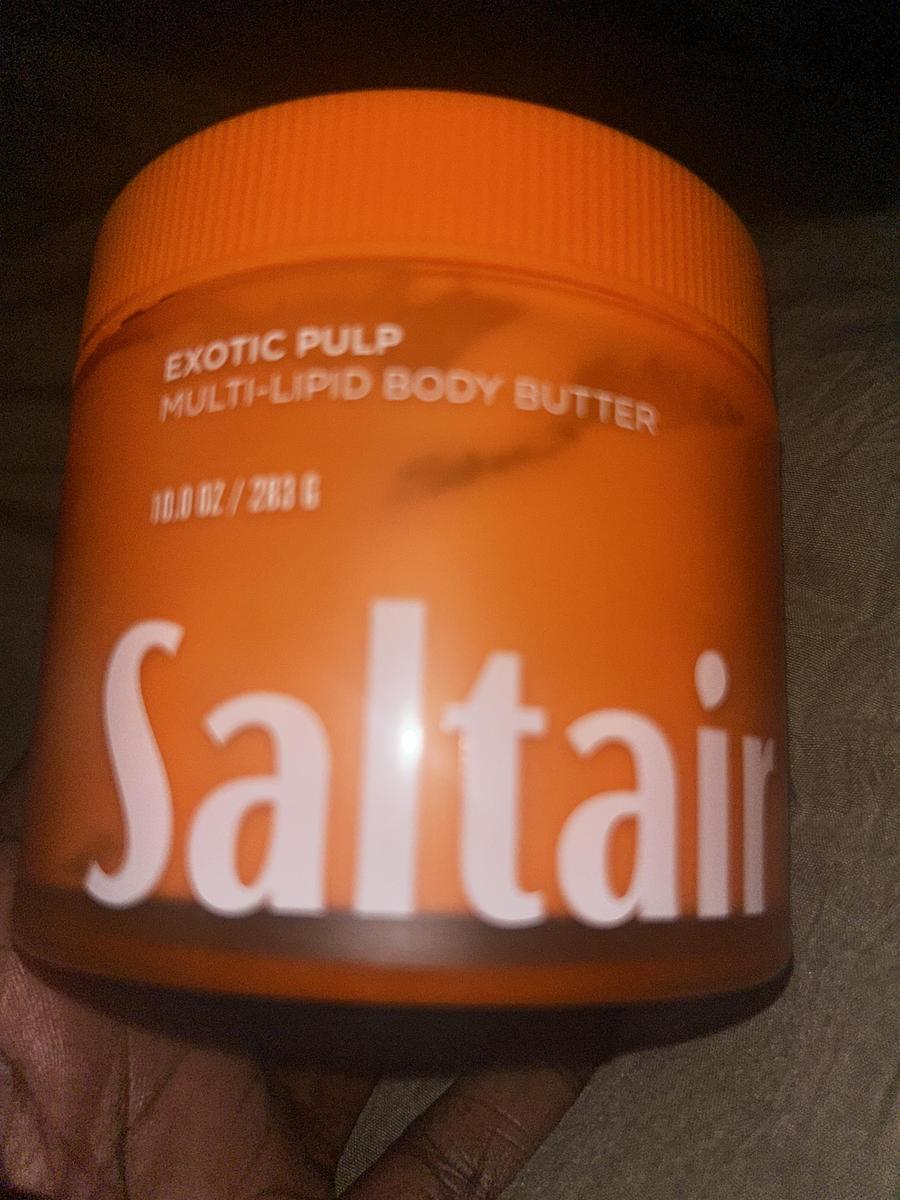 EXOTIC PULP
MULTI-LIPID BODY BUTTER
10.0 OZ / 283 G
Saltair